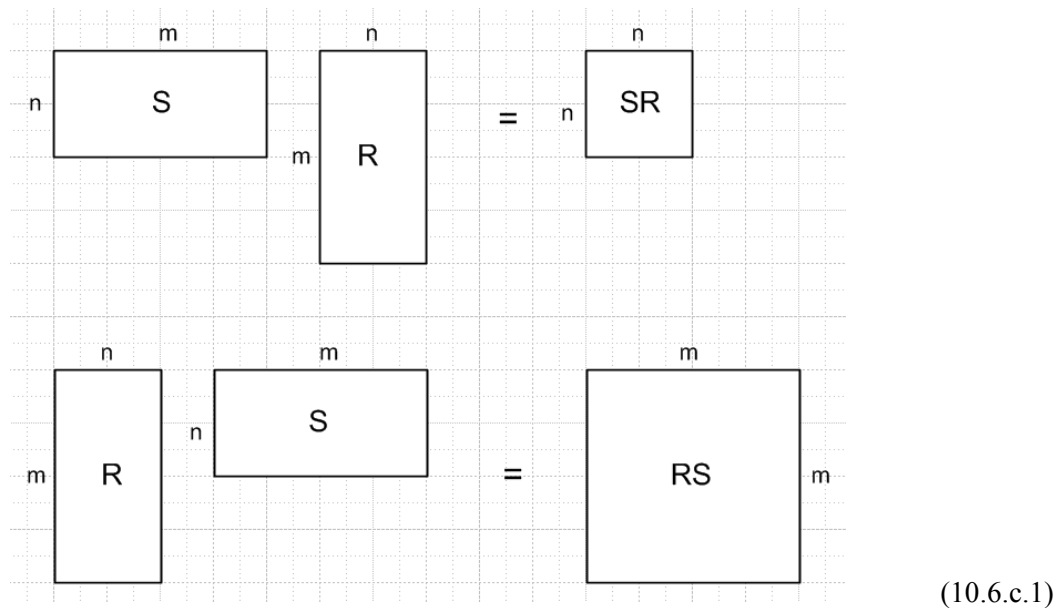 m n n
n S R = n SR
m
n m m
R n S
m = RS m
(10.6.c.1)